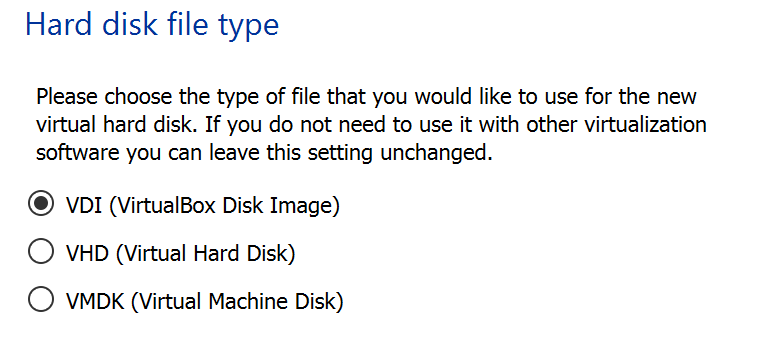 Hard disk file type
Please choose the type of file that you would like to use for the new
virtual hard disk. If you do not need to use it with other virtualization
software you can leave this setting unchanged.
VDI (VirtualBox Disk Image)
VHD (Virtual Hard Disk)
VMDK (Virtual Machine Disk)